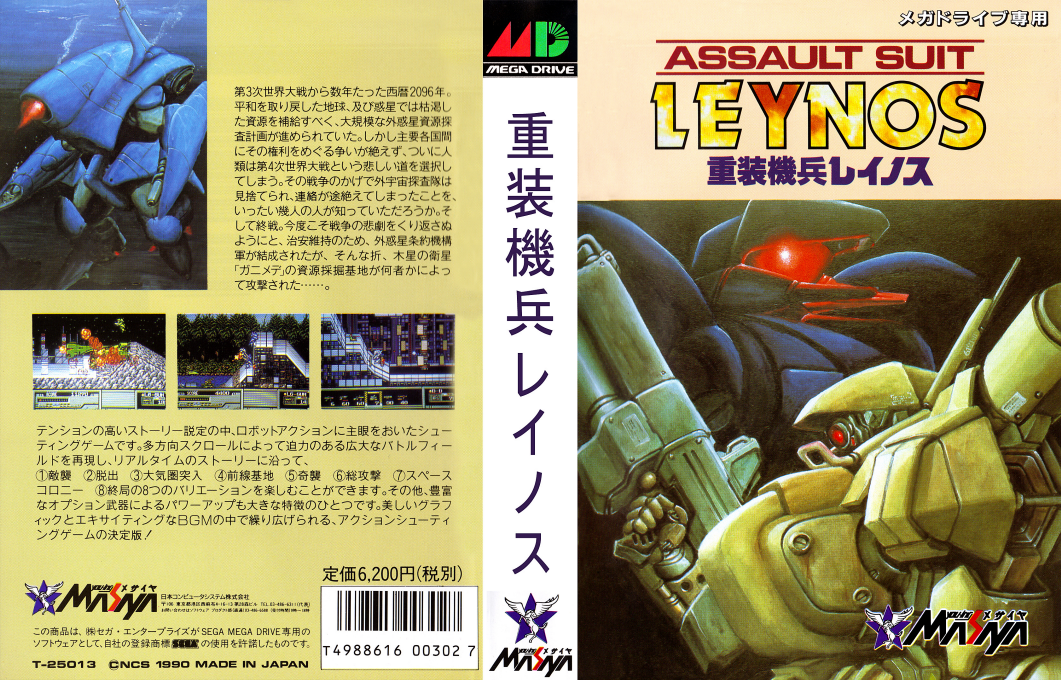 第3次世界大戦から数年たった西暦2096年。
平和を取り戻した地球、及び惑星では枯渇し
た資源を補給すべく、大規模な外惑星資源探
査計画が進められていた。しかし主要各国間
にその権利をめぐる争いが絶えず、ついに人
類は第4次世界大戦という悲しい道を選択し
てしまう。その戦争のかげで外宇宙探査隊は
見捨てられ、連絡が途絶えてしまったことを、
いったい幾人の人が知っていただろうか。そ
して終戦。今度こそ戦争の悲劇をくり返さぬ
ようにと、治安維持のため、外惑星条約機構
軍が結成されたが、そんな折、木星の衛星
「ガニメデ」の資源採掘基地が何者かによっ
て攻撃された……。
テンションの高いストーリー設定の中、ロボットアクションに主眼をおいたシュー
ティングゲームです。多方向スクロールによって迫力のある広大なバトルフィー
ルドを再現し、リアルタイムのストーリーに沿って、
①敵襲 ②脱出 ③大気圏突入 ④前線基地 ⑤奇襲 ⑥総攻撃 ⑦スペース
コロニー ⑧終局の8つのバリエーションを楽しむことができます。その他、豊富
なオプション武器によるパワーアップも大きな特徴のひとつです。美しいグラフ
ィックとエキサイティングなBGMの中で繰り広げられる、アクションシューティ
ングゲームの決定版!
定価6,200円(税別)
メサイヤ
MASAYA
日本コンピュータシステム株式会社
この商品は、㈱セガ・エンタープライズがSEGA MEGA DRIVE専用の
ソフトウェアとして、自社の登録商標SEGAの使用を許諾したものです。
T-25013 ©NCS 1990 MADE IN JAPAN
T4988616 00302 7
MD
MEGA DRIVE
重装機兵レイノス
メサイヤ
MASAYA
メガドライブ専用
ASSAULT SUIT
LEYNOS
重装機兵レイノス
メサイヤ
MASAYA